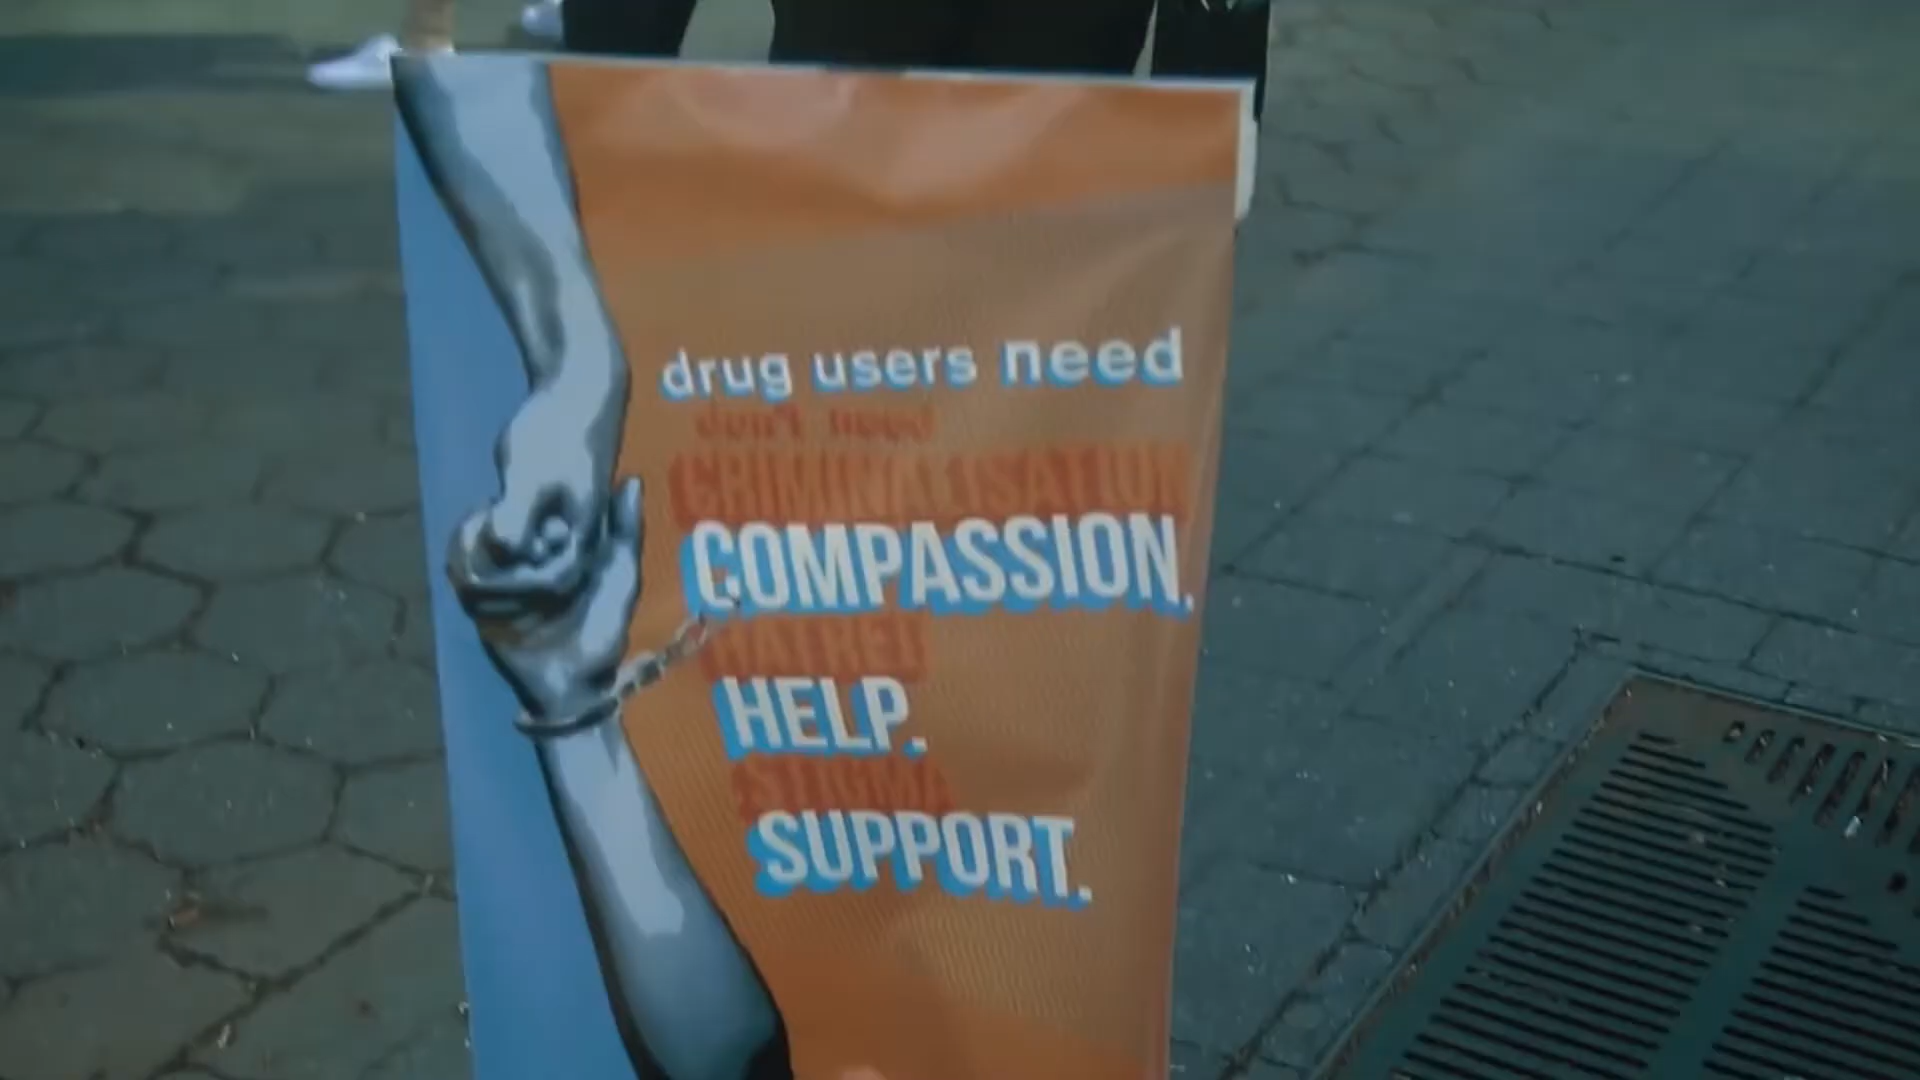 drug users need
don't need
CRIMINALISATION
COMPASSION.
HATRED
HELP.
STIGMA
SUPPORT.